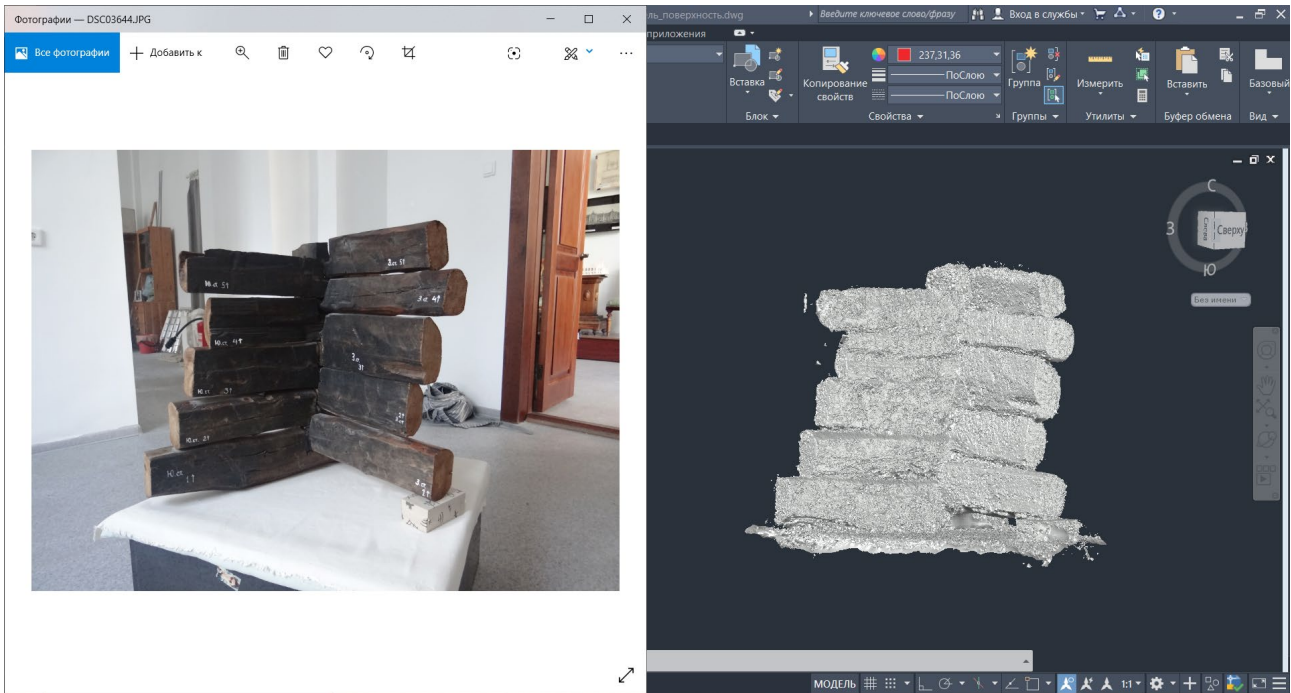 Фотографии — DSC03644.JPG
Все фотографии
Добавить к
ль_поверхность.dwg
Введите ключевое слово/фразу
Вход в службы
приложения
Вставка
Блок
Копирование
свойств
237,31,36
ПоСлою
ПоСлою
Свойства
Группа
Группы
Измерить
Утилиты
Вставить
Буфер обмена
Базовый
Вид
С
З
Сверху
Ю
Без имени
МОДЕЛЬ
1:1